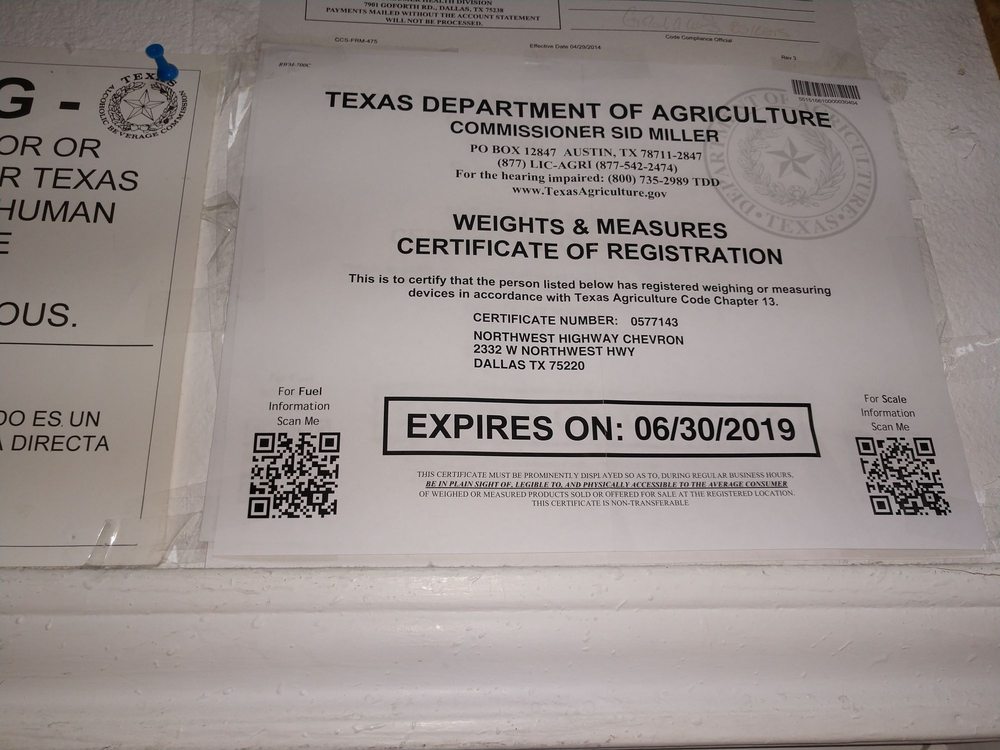 7901 GOFORTH RD., DALLAS, TX 75238
PAYMENTS MAILED WITHOUT THE ACCOUNT STATEMENT
WILL NOT BE PROCESSED.
CCS-FRM-475
Effective Date 04/29/2014
Code Compliance Official
Rev 3
G -
TEXAS
ALCOHOLIC BEVERAGE COMMISSION
OR OR
R TEXAS
HUMAN
E
OUS.
DO ES UN
A DIRECTA
RWM-700C
TEXAS DEPARTMENT OF AGRICULTURE
COMMISSIONER SID MILLER
PO BOX 12847 AUSTIN, TX 78711-2847
(877) LIC-AGRI (877-542-2474)
For the hearing impaired: (800) 735-2989 TDD
www.TexasAgriculture.gov
WEIGHTS & MEASURES
CERTIFICATE OF REGISTRATION
This is to certify that the person listed below has registered weighing or measuring
devices in accordance with Texas Agriculture Code Chapter 13.
CERTIFICATE NUMBER: 0577143
NORTHWEST HIGHWAY CHEVRON
2332 W NORTHWEST HWY
DALLAS TX 75220
For Fuel
Information
Scan Me
EXPIRES ON: 06/30/2019
For Scale
Information
Scan Me
THIS CERTIFICATE MUST BE PROMINENTLY DISPLAYED SO AS TO, DURING REGULAR BUSINESS HOURS,
BE IN PLAIN SIGHT OF, LEGIBLE TO, AND PHYSICALLY ACCESSIBLE TO THE AVERAGE CONSUMER
OF WEIGHED OR MEASURED PRODUCTS SOLD OR OFFERED FOR SALE AT THE REGISTERED LOCATION.
THIS CERTIFICATE IS NON-TRANSFERABLE